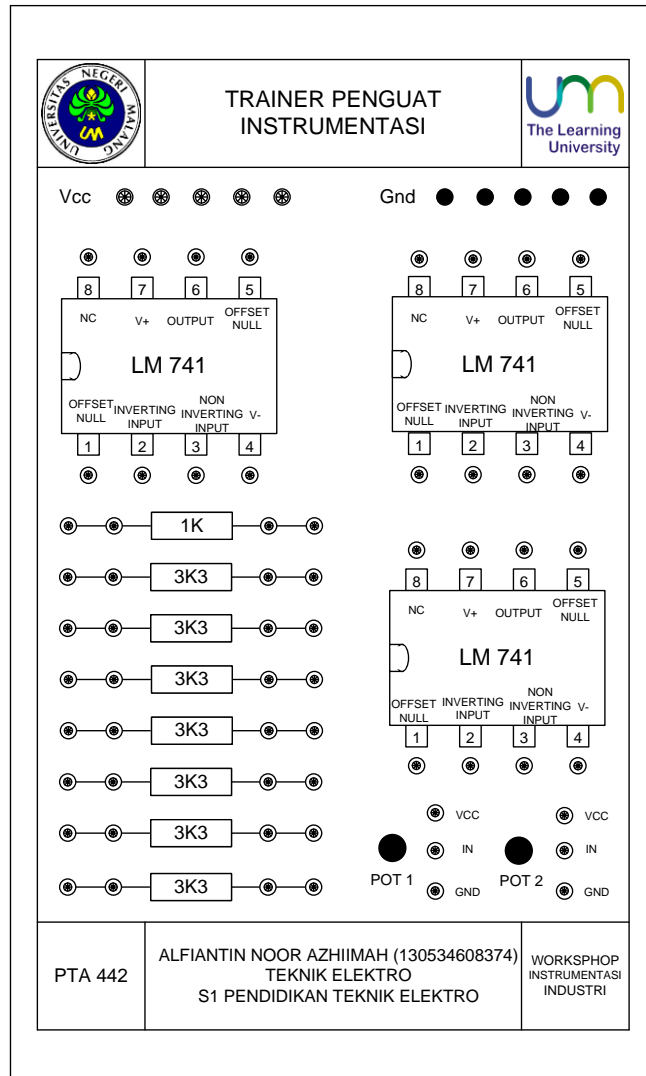 UNIVERSITAS NEGERI MALANG
UM
TRAINER PENGUAT
INSTRUMENTASI
um
The Learning
University
Vcc
Gnd
8 7 6 5
NC V+ OUTPUT OFFSET
NULL
LM 741
OFFSET
NULL
INVERTING
INPUT
NON
INVERTING
INPUT
V-
1 2 3 4
8 7 6 5
NC V+ OUTPUT OFFSET
NULL
LM 741
OFFSET
NULL
INVERTING
INPUT
NON
INVERTING
INPUT
V-
1 2 3 4
1K
3K3
3K3
3K3
3K3
3K3
3K3
3K3
8 7 6 5
NC V+ OUTPUT OFFSET
NULL
LM 741
OFFSET
NULL
INVERTING
INPUT
NON
INVERTING
INPUT
V-
1 2 3 4
VCC
IN
GND
POT 1
VCC
IN
GND
POT 2
PTA 442
ALFIANTIN NOOR AZHIIMAH (130534608374)
TEKNIK ELEKTRO
S1 PENDIDIKAN TEKNIK ELEKTRO
WORKSPHOP
INSTRUMENTASI
INDUSTRI